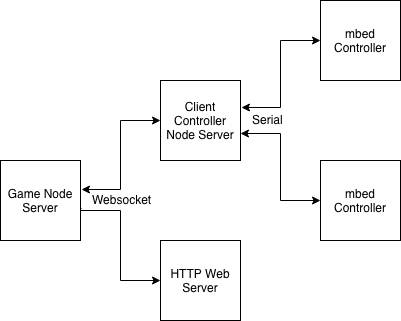 mbed
Controller
Client
Controller
Node Server
Serial
mbed
Controller
Game Node
Server
Websocket
HTTP Web
Server